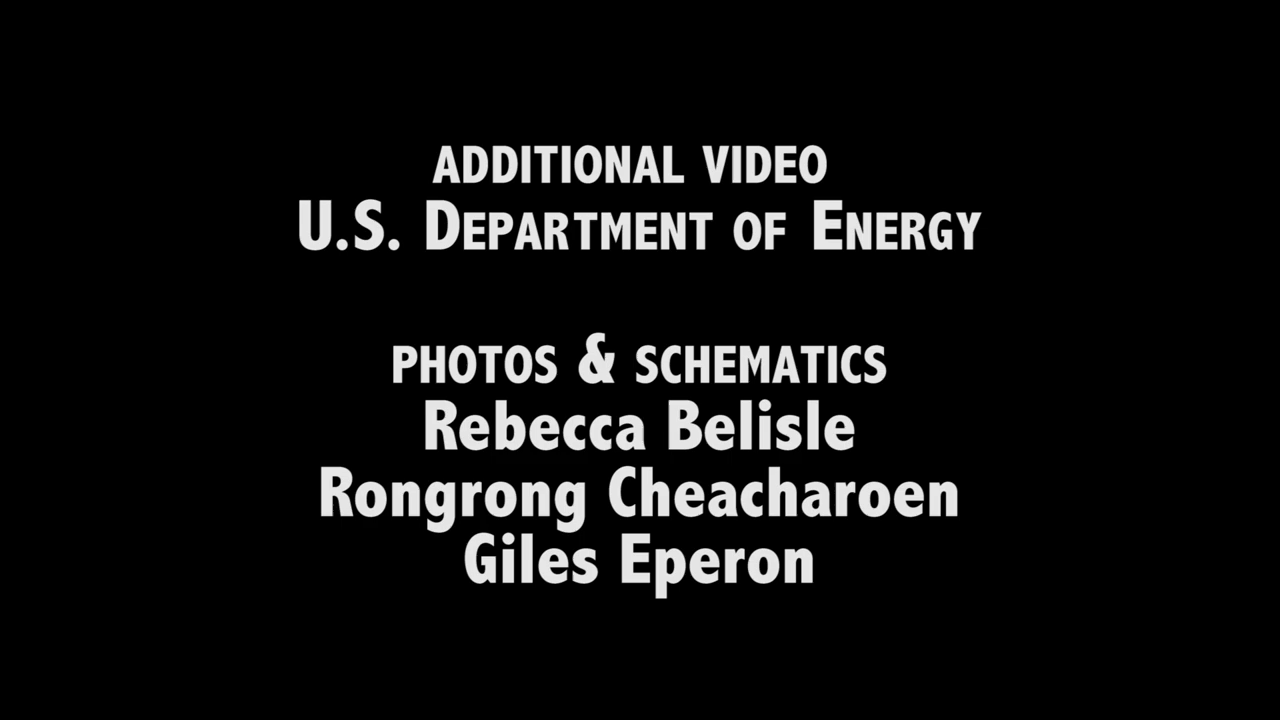 ADDITIONAL VIDEO
U.S. DEPARTMENT OF ENERGY
PHOTOS & SCHEMATICS
Rebecca Belisle
Rongrong Cheacharoen
Giles Eperon